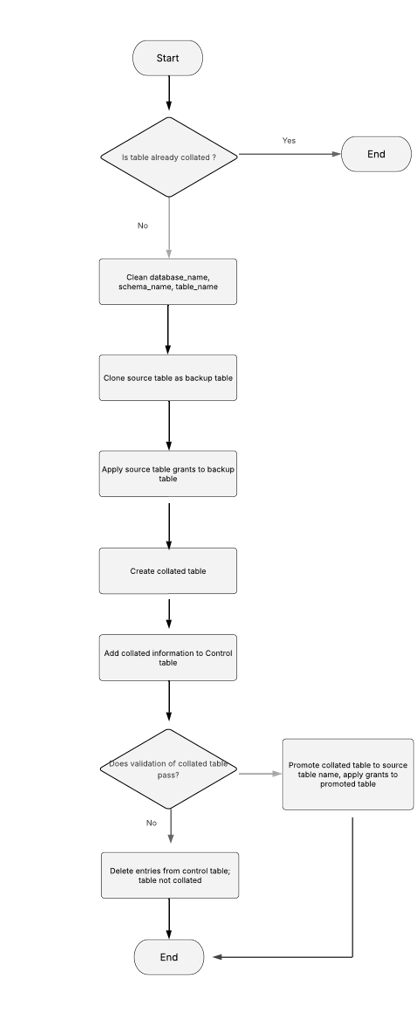 Start
Is table already collated ?
Yes
End
No
Clean database_name,
schema_name, table_name
Clone source table as backup table
Apply source table grants to backup
table
Create collated table
Add collated information to Control
table
Does validation of collated table
pass?
Promote collated table to source
table name, apply grants to
promoted table
No
Delete entries from control table;
table not collated
End